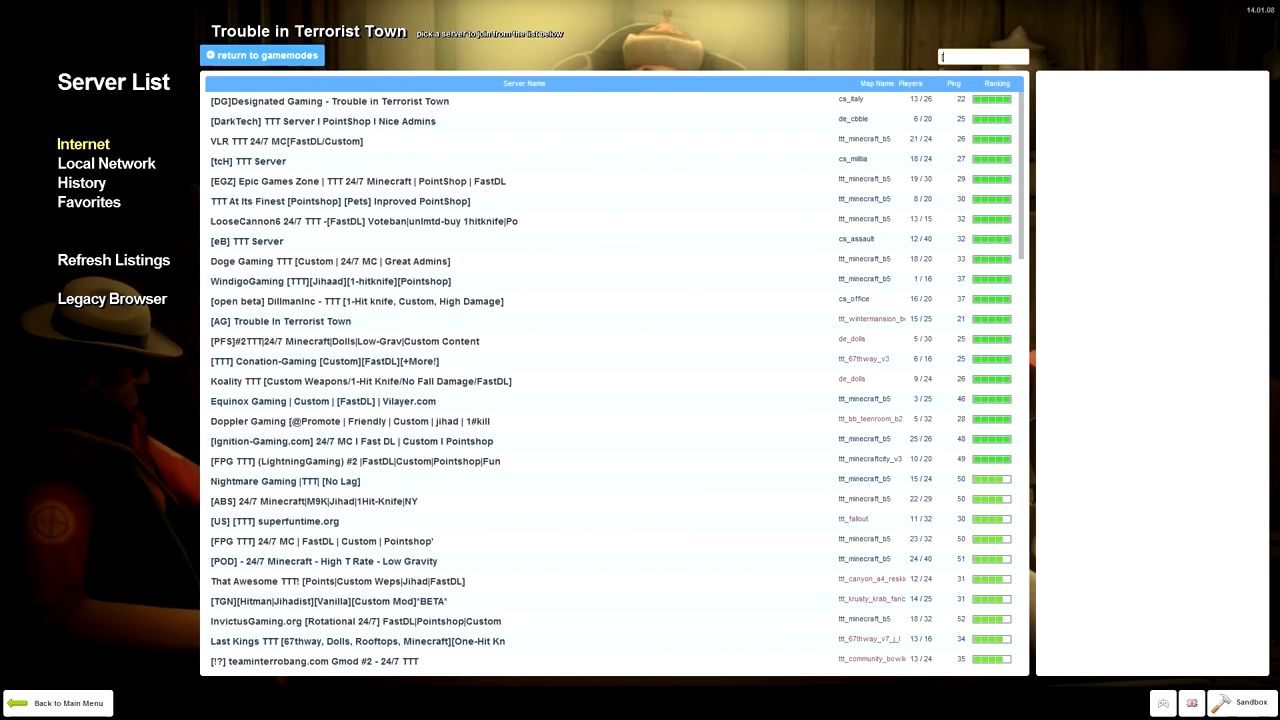 14.01.08
Trouble in Terrorist Town pick a server to join from the list below
return to gamemodes
Server List
Internet
Local Network
History
Favorites
Refresh Listings
Legacy Browser
Server Name Map Name Players Ping Ranking
[DG]Designated Gaming - Trouble in Terrorist Town cs_italy 13 / 26 22
[DarkTech] TTT Server I PointShop I Nice Admins de_cbble 6 / 20 25
VLR TTT 24/7 MC[FastDL/Custom] ttt_minecraft_b5 21 / 24 26
[tcH] TTT Server cs_militia 18 / 24 27
[EGZ] Epic Games Zone | TTT 24/7 Minecraft | PointShop | FastDL ttt_minecraft_b5 19 / 30 29
TTT At Its Finest [Pointshop] [Pets] Inproved PointShop] ttt_minecraft_b5 8 / 20 30
LooseCannon6 24/7 TTT -[FastDL] Voteban|unlmtd-buy 1hitknife|Po ttt_minecraft_b5 13 / 15 32
[eB] TTT Server cs_assault 12 / 40 32
Doge Gaming TTT [Custom | 24/7 MC | Great Admins] ttt_minecraft_b5 18 / 20 33
WindigoGaming [TTT][Jihaad][1-hitknife][Pointshop] ttt_minecraft_b5 1 / 16 37
[open beta] DillmanInc - TTT [1-Hit knife, Custom, High Damage] cs_office 16 / 20 37
[AG] Trouble In Terrorist Town ttt_wintermansion_b 15 / 25 21
[PFS]#2TTT|24/7 Minecraft|Dolls|Low-Grav|Custom Content de_dolls 5 / 30 25
[TTT] Conation-Gaming [Custom][FastDL][+More!] ttt_67thway_v3 6 / 16 25
Koality TTT [Custom Weapons/1-Hit Knife/No Fall Damage/FastDL] de_dolls 9 / 24 26
Equinox Gaming | Custom | [FastDL] | Vilayer.com ttt_minecraft_b5 3 / 25 46
Doppler Gaming [@Promote | Friendly | Custom | jihad | 1#kill ttt_bb_teenroom_b2 5 / 32 28
[Ignition-Gaming.com] 24/7 MC I Fast DL | Custom I Pointshop ttt_minecraft_b5 25 / 26 48
[FPG TTT] (LightningGaming) #2 |FastDL|Custom|Pointshop|Fun ttt_minecraftcity_v3 10 / 20 49
Nightmare Gaming |TTT| [No Lag] ttt_minecraft_b5 15 / 24 50
[ABS] 24/7 Minecraft|M9K|Jihad|1Hit-Knife|NY ttt_minecraft_b5 22 / 29 50
[US] [TTT] superfuntime.org ttt_fallout 11 / 32 30
[FPG TTT] 24/7 MC | FastDL | Custom | Pointshop' ttt_minecraft_b5 23 / 32 50
[POD] - 24/7 Minecraft - High T Rate - Low Gravity ttt_minecraft_b5 24 / 40 51
That Awesome TTT! [Points|Custom Weps|Jihad|FastDL] ttt_canyon_a4_reski 12 / 24 31
[TGN][Hitman|Jihadist][Vanilla][Custom Mod]*BETA* ttt_krusty_krab_fanc 14 / 25 31
InvictusGaming.org [Rotational 24/7] FastDL|Pointshop|Custom ttt_minecraft_b5 18 / 32 52
Last Kings TTT [67thway, Dolls, Rooftops, Minecraft][One-Hit Kn ttt_67thway_v7_j_l 13 / 16 34
[!?] teaminterrobang.com Gmod #2 - 24/7 TTT ttt_community_bowli 13 / 24 35
Back to Main Menu
Sandbox